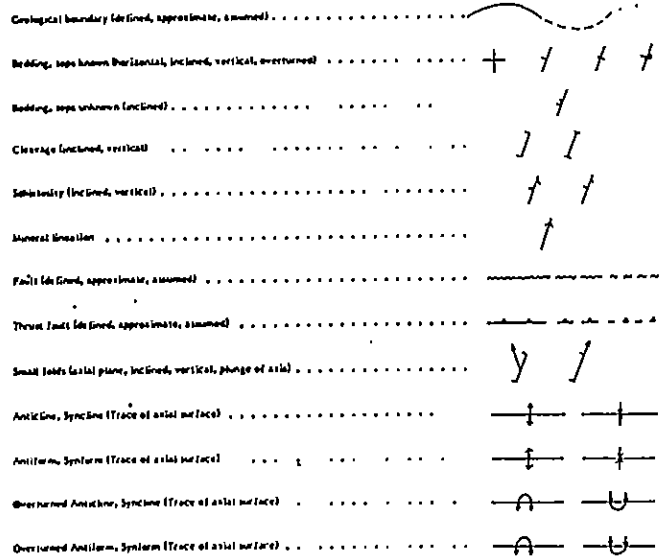 Geological boundary (defined, approximate, assumed)
Bedding, tops known (horizontal, inclined, vertical, overturned)
Bedding, tops unknown (inclined)
Cleavage (inclined, vertical)
Schistosity (inclined, vertical)
Mineral lineation
Fault (defined, approximate, assumed)
Thrust fault (defined, approximate, assumed)
Small folds (axial plane, inclined, vertical, plunge of axis)
Anticline, Syncline (Trace of axial surface)
Antiform, Synform (Trace of axial surface)
Overturned Anticline, Syncline (Trace of axial surface)
Overturned Antiform, Synform (Trace of axial surface)